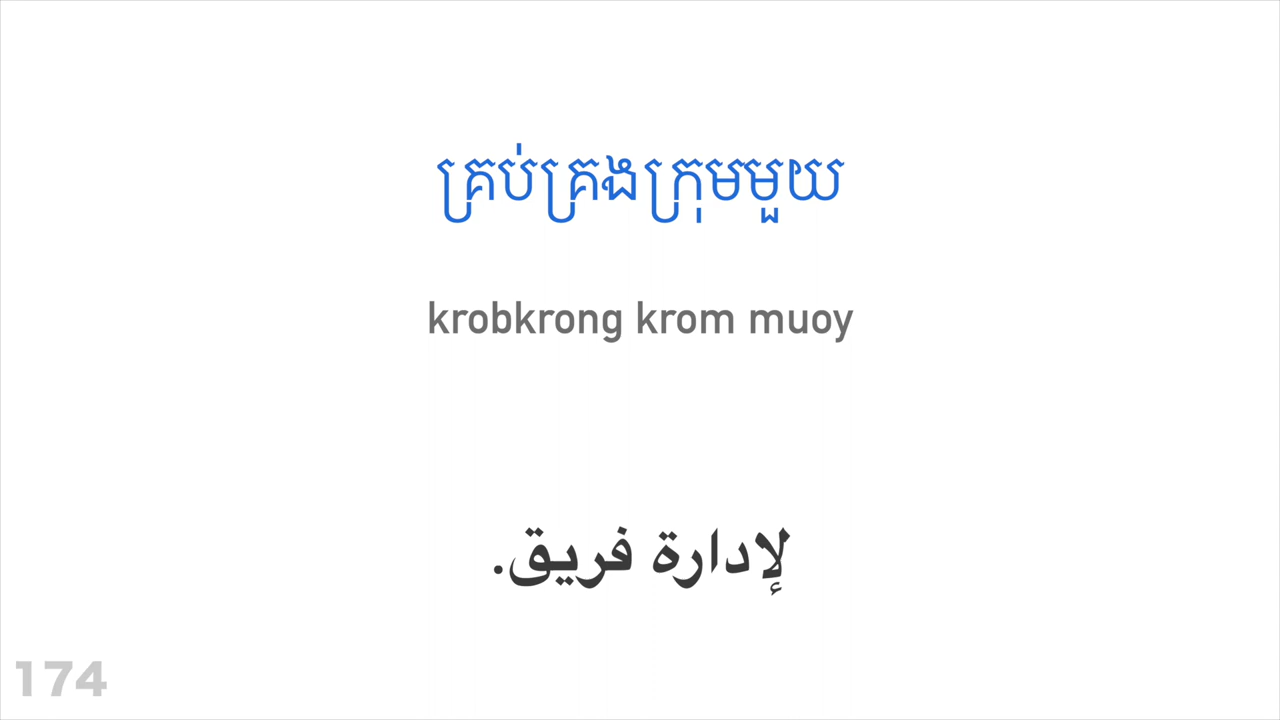 គ្រប់គ្រងក្រុមមួយ
krobkrong krom muoy
لإدارة فريق.
174